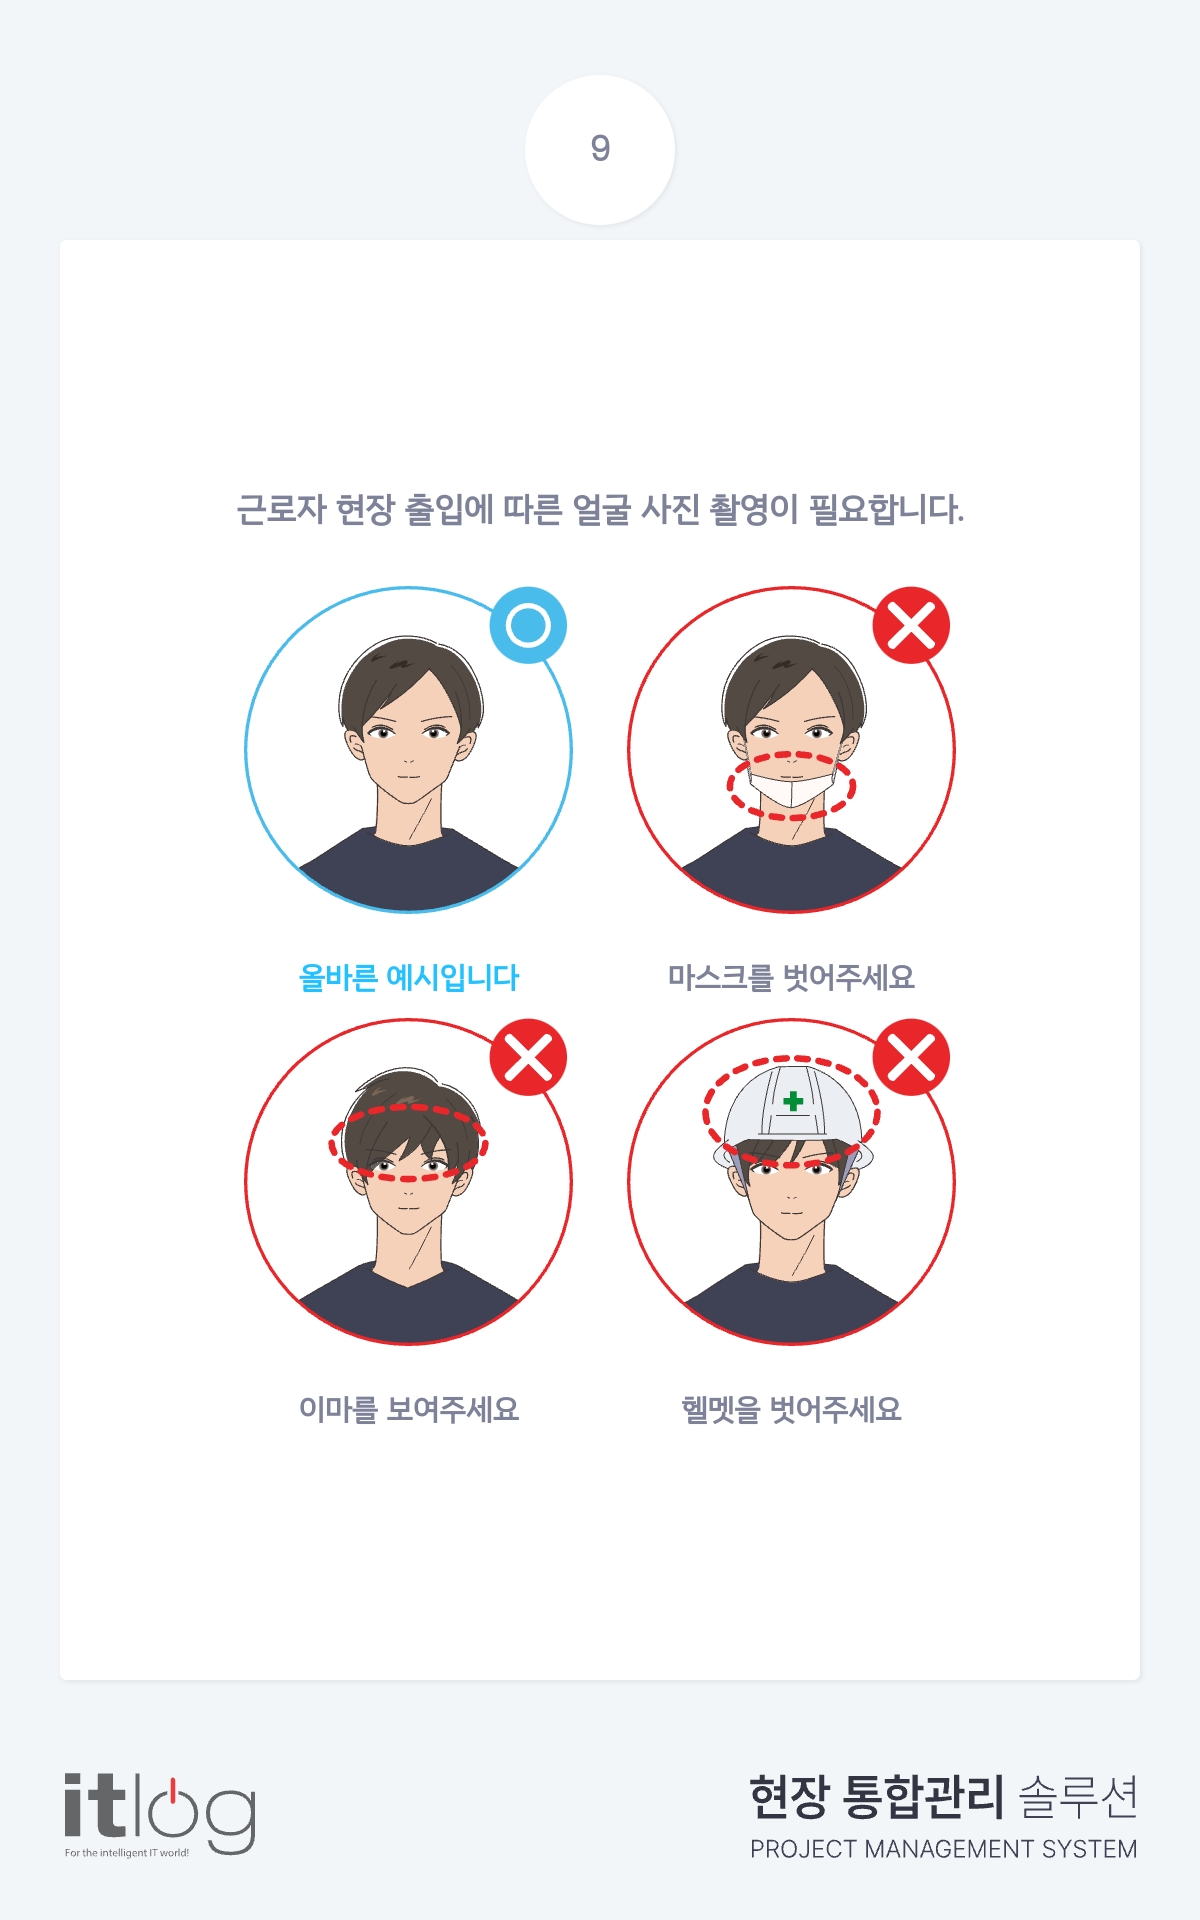 9
근로자 현장 출입에 따른 얼굴 사진 촬영이 필요합니다.
올바른 예시입니다
마스크를 벗어주세요
이마를 보여주세요
헬멧을 벗어주세요
itlog
For the intelligent IT world!
현장 통합관리 솔루션
PROJECT MANAGEMENT SYSTEM